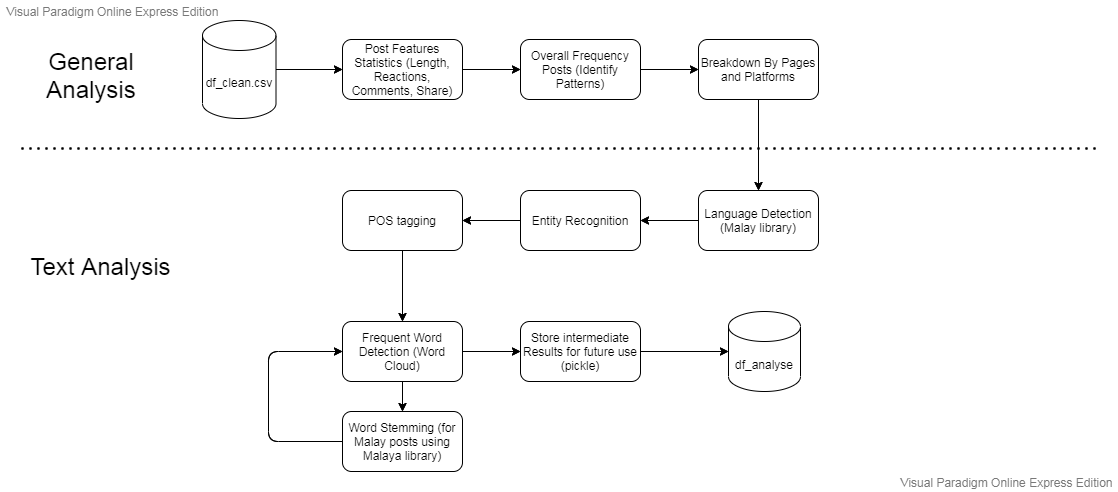 Visual Paradigm Online Express Edition
General
Analysis
df_clean.csv
Post Features
Statistics (Length,
Reactions,
Comments, Share)
Overall Frequency
Posts (Identify
Patterns)
Breakdown By Pages
and Platforms
Text Analysis
POS tagging
Entity Recognition
Language Detection
(Malay library)
Frequent Word
Detection (Word
Cloud)
Store intermediate
Results for future use
(pickle)
df_analyse
Word Stemming (for
Malay posts using
Malaya library)
Visual Paradigm Online Express Edition